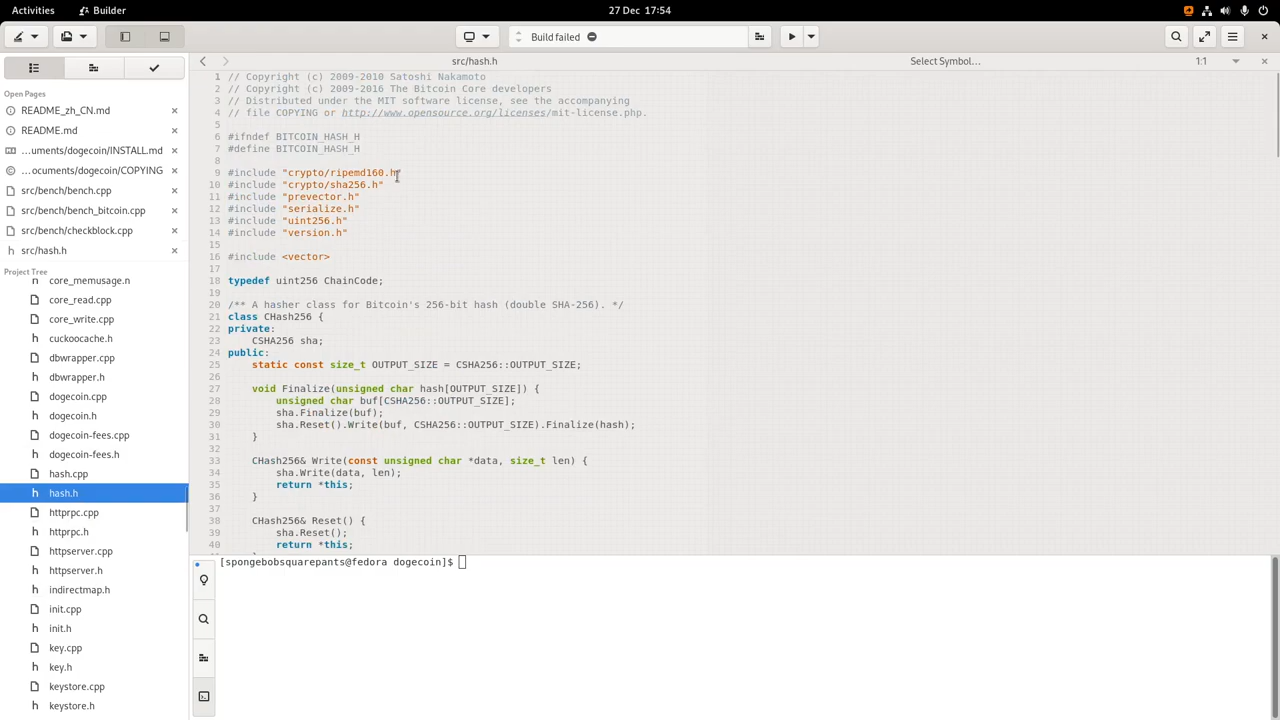 Activities
Builder
27 Dec 17:54
Build failed
src/hash.h
Select Symbol...
1:1
Open Pages
README_zh_CN.md
README.md
...uments/dogecoin/INSTALL.md
...ocuments/dogecoin/COPYING
src/bench/bench.cpp
src/bench/bench_bitcoin.cpp
src/bench/checkblock.cpp
h src/hash.h
Project Tree
h core_memusage.h
core_read.cpp
core_write.cpp
h cuckoocache.h
dbwrapper.cpp
h dbwrapper.h
dogecoin.cpp
h dogecoin.h
dogecoin-fees.cpp
h dogecoin-fees.h
hash.cpp
h hash.h
httprpc.cpp
h httprpc.h
httpserver.cpp
h httpserver.h
h indirectmap.h
init.cpp
h init.h
key.cpp
h key.h
keystore.cpp
h keystore.h
1 // Copyright (c) 2009-2010 Satoshi Nakamoto
2 // Copyright (c) 2009-2016 The Bitcoin Core developers
3 // Distributed under the MIT software license, see the accompanying
4 // file COPYING or http://www.opensource.org/licenses/mit-license.php.
5
6 #ifndef BITCOIN_HASH_H
7 #define BITCOIN_HASH_H
8
9 #include "crypto/ripemd160.h"
10 #include "crypto/sha256.h"
11 #include "prevector.h"
12 #include "serialize.h"
13 #include "uint256.h"
14 #include "version.h"
15
16 #include <vector>
17
18 typedef uint256 ChainCode;
19
20 /** A hasher class for Bitcoin's 256-bit hash (double SHA-256). */
21 class CHash256 {
22 private:
23 CSHA256 sha;
24 public:
25 static const size_t OUTPUT_SIZE = CSHA256::OUTPUT_SIZE;
26
27 void Finalize(unsigned char hash[OUTPUT_SIZE]) {
28 unsigned char buf[CSHA256::OUTPUT_SIZE];
29 sha.Finalize(buf);
30 sha.Reset().Write(buf, CSHA256::OUTPUT_SIZE).Finalize(hash);
31 }
32
33 CHash256& Write(const unsigned char *data, size_t len) {
34 sha.Write(data, len);
35 return *this;
36 }
37
38 CHash256& Reset() {
39 sha.Reset();
40 return *this;
[spongebobsquarepants@fedora dogecoin]$